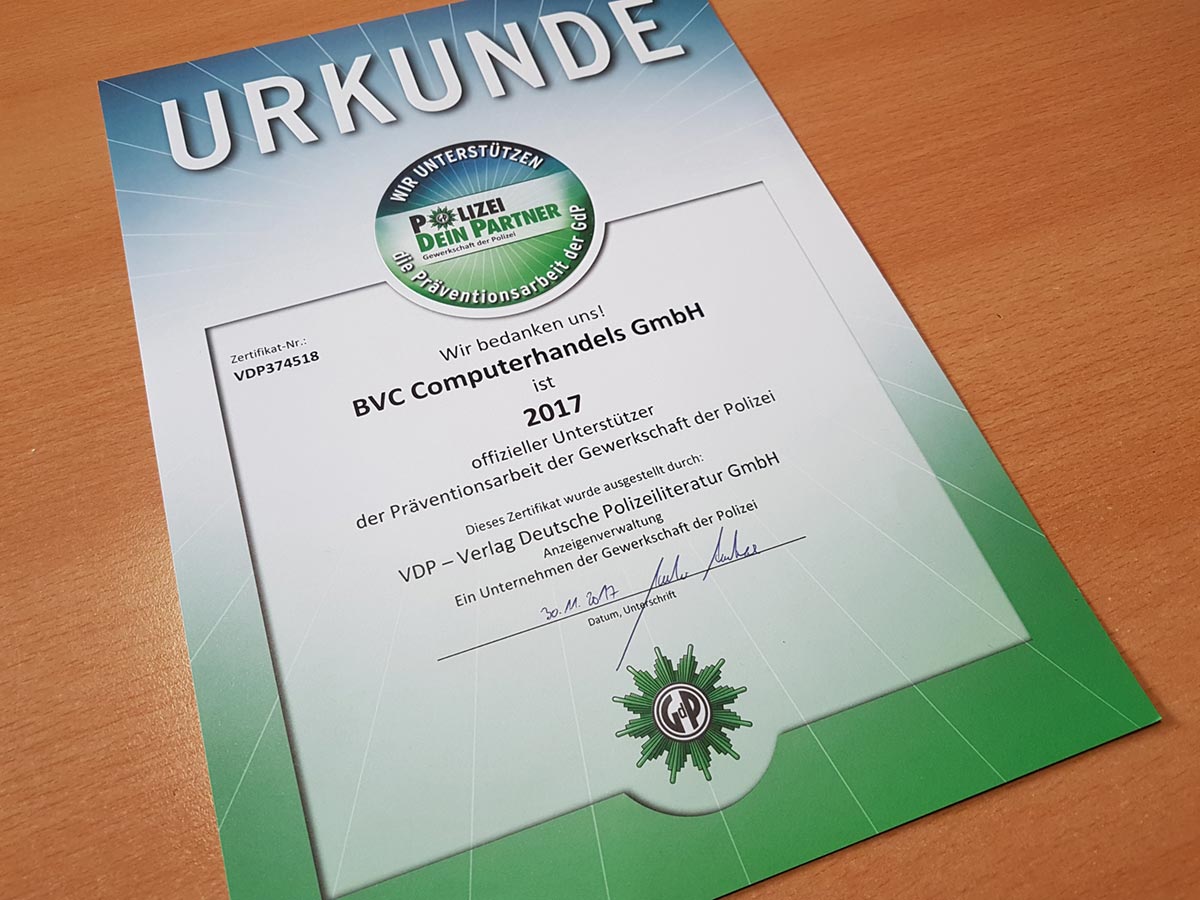 URKUNDE
WIR UNTERSTÜTZEN
POLIZEI
DEIN PARTNER
Gewerkschaft der Polizei
die Präventionsarbeit der GdP
Zertifikat-Nr.:
VDP374518
Wir bedanken uns!
BVC Computerhandels GmbH
ist
2017
offizieller Unterstützer
der Präventionsarbeit der Gewerkschaft der Polizei
Dieses Zertifikat wurde ausgestellt durch:
VDP – Verlag Deutsche Polizeiliteratur GmbH
Anzeigenverwaltung
Ein Unternehmen der Gewerkschaft der Polizei
30.11.2017
Datum, Unterschrift
GdP